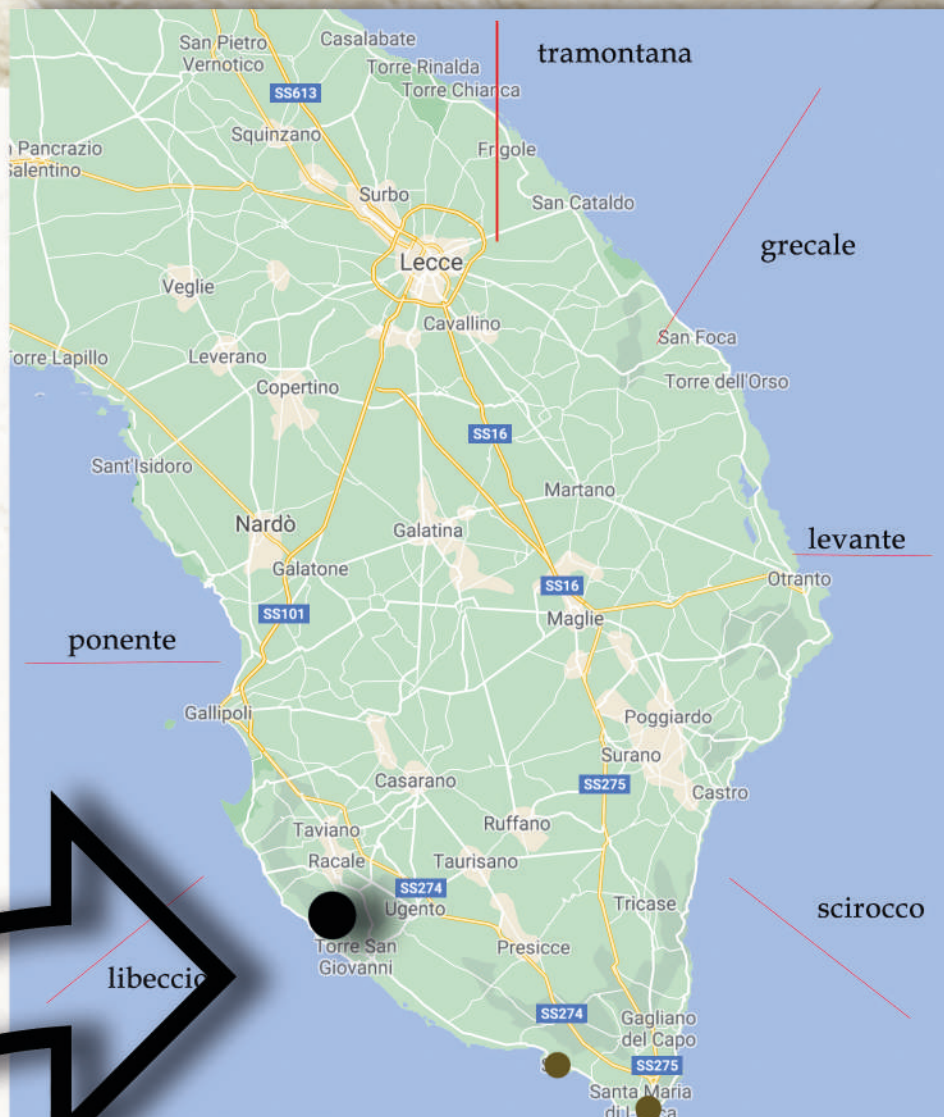 San Pietro
Vernotico
Casalabate
tramontana
Torre Rinalda
Torre Chianca
SS613
Squinzano
Pancrazio
Salentino
Frigole
Surbo
San Cataldo
grecale
Lecce
Veglie
Cavallino
San Foca
Torre Lapillo
Leverano
Torre dell'Orso
Copertino
SS16
Sant'Isidoro
Martano
Nardò
Galatina
levante
Galatone
SS16
Otranto
SS101
Maglie
ponente
Gallipoli
Poggiardo
Surano
Casarano
SS275
Castro
Taviano
Ruffano
Racale
Taurisano
SS274
Ugento
Tricase
scirocco
Torre San
Giovanni
Presicce
libeccio
SS274
Gagliano
del Capo
SS275
Santa Maria